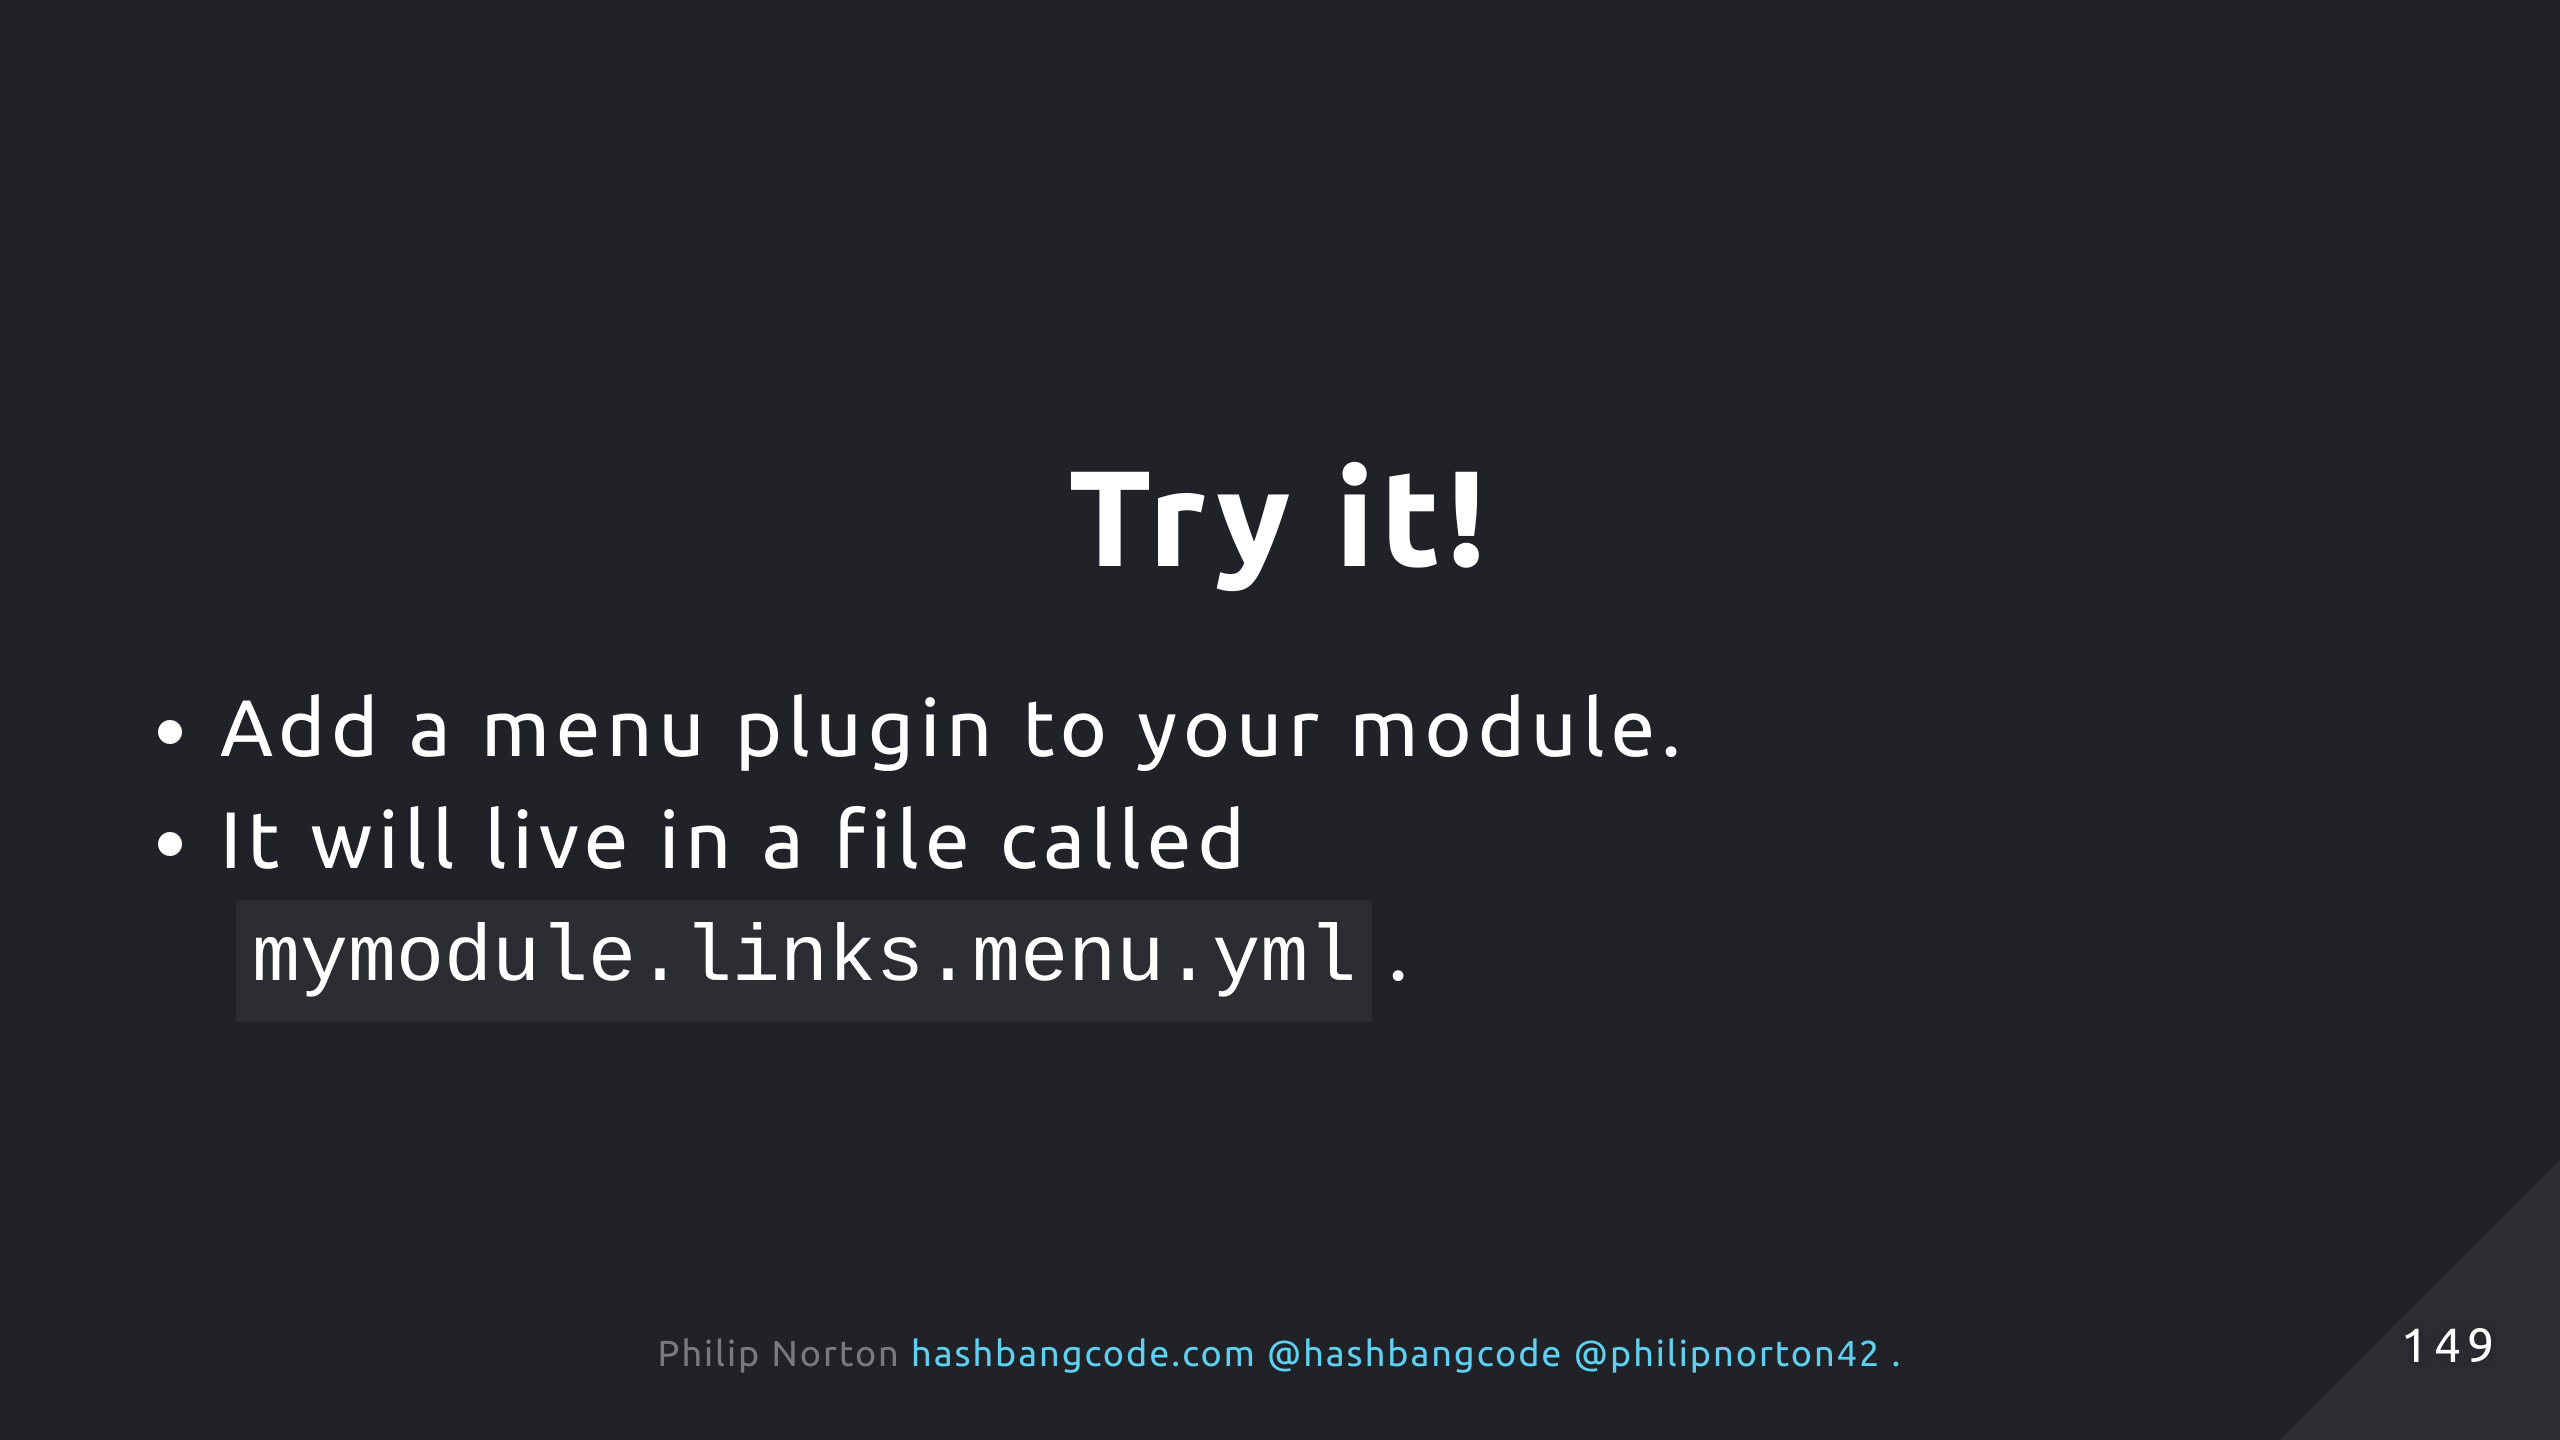 Try it!
• Add a menu plugin to your module.
• It will live in a file called
mymodule.links.menu.yml .
Philip Norton hashbangcode.com @hashbangcode @philipnorton42 .
149